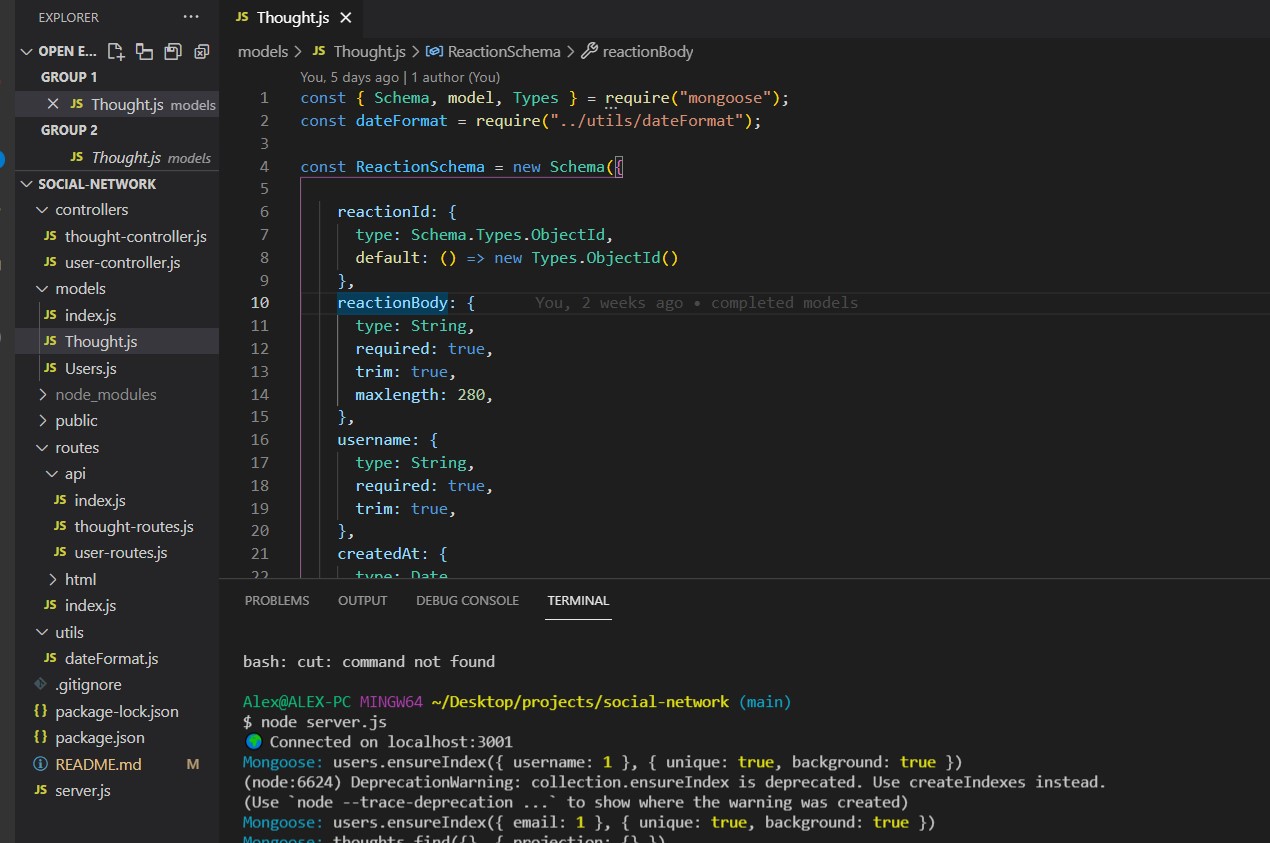 EXPLORER ···
OPEN E...
GROUP 1
JS Thought.js models
GROUP 2
JS Thought.js models
SOCIAL-NETWORK
controllers
JS thought-controller.js
JS user-controller.js
models
JS index.js
JS Thought.js
JS Users.js
node_modules
public
routes
api
JS index.js
JS thought-routes.js
JS user-routes.js
html
JS index.js
utils
JS dateFormat.js
.gitignore
{} package-lock.json
{} package.json
README.md M
JS server.js
JS Thought.js
models > JS Thought.js > ReactionSchema > reactionBody
You, 5 days ago | 1 author (You)
1 const { Schema, model, Types } = require("mongoose");
2 const dateFormat = require("../utils/dateFormat");
3
4 const ReactionSchema = new Schema({
5
6 reactionId: {
7 type: Schema.Types.ObjectId,
8 default: () => new Types.ObjectId()
9 },
10 reactionBody: { You, 2 weeks ago • completed models
11 type: String,
12 required: true,
13 trim: true,
14 maxlength: 280,
15 },
16 username: {
17 type: String,
18 required: true,
19 trim: true,
20 },
21 createdAt: {
22 type: Date
PROBLEMS OUTPUT DEBUG CONSOLE TERMINAL
bash: cut: command not found
Alex@ALEX-PC MINGW64 ~/Desktop/projects/social-network (main)
$ node server.js
🌍 Connected on localhost:3001
Mongoose: users.ensureIndex({ username: 1 }, { unique: true, background: true })
(node:6624) DeprecationWarning: collection.ensureIndex is deprecated. Use createIndexes instead.
(Use `node --trace-deprecation ...` to show where the warning was created)
Mongoose: users.ensureIndex({ email: 1 }, { unique: true, background: true })
Mongoose: thoughts.find({}, { projection: {} })